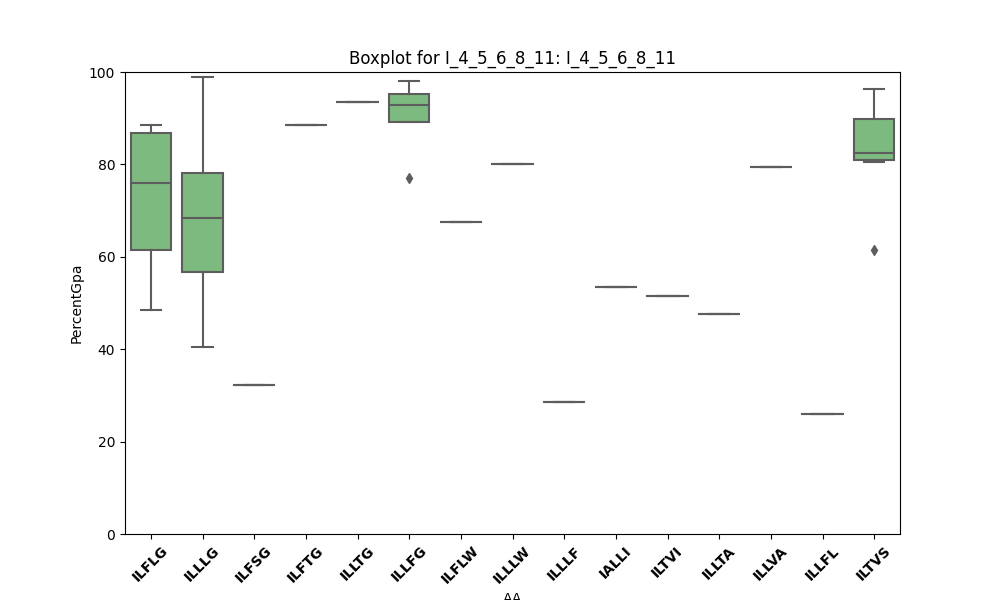 Boxplot for I_4_5_6_8_11: I_4_5_6_8_11
100
80
60
40
20
0
PercentGpa
ILFLG
ILLLG
ILFSG
ILFTG
ILLTG
ILLFG
ILFLW
ILLLW
ILLLF
IALLI
ILTVI
ILLTA
ILLVA
ILLFL
ILTVS
AA